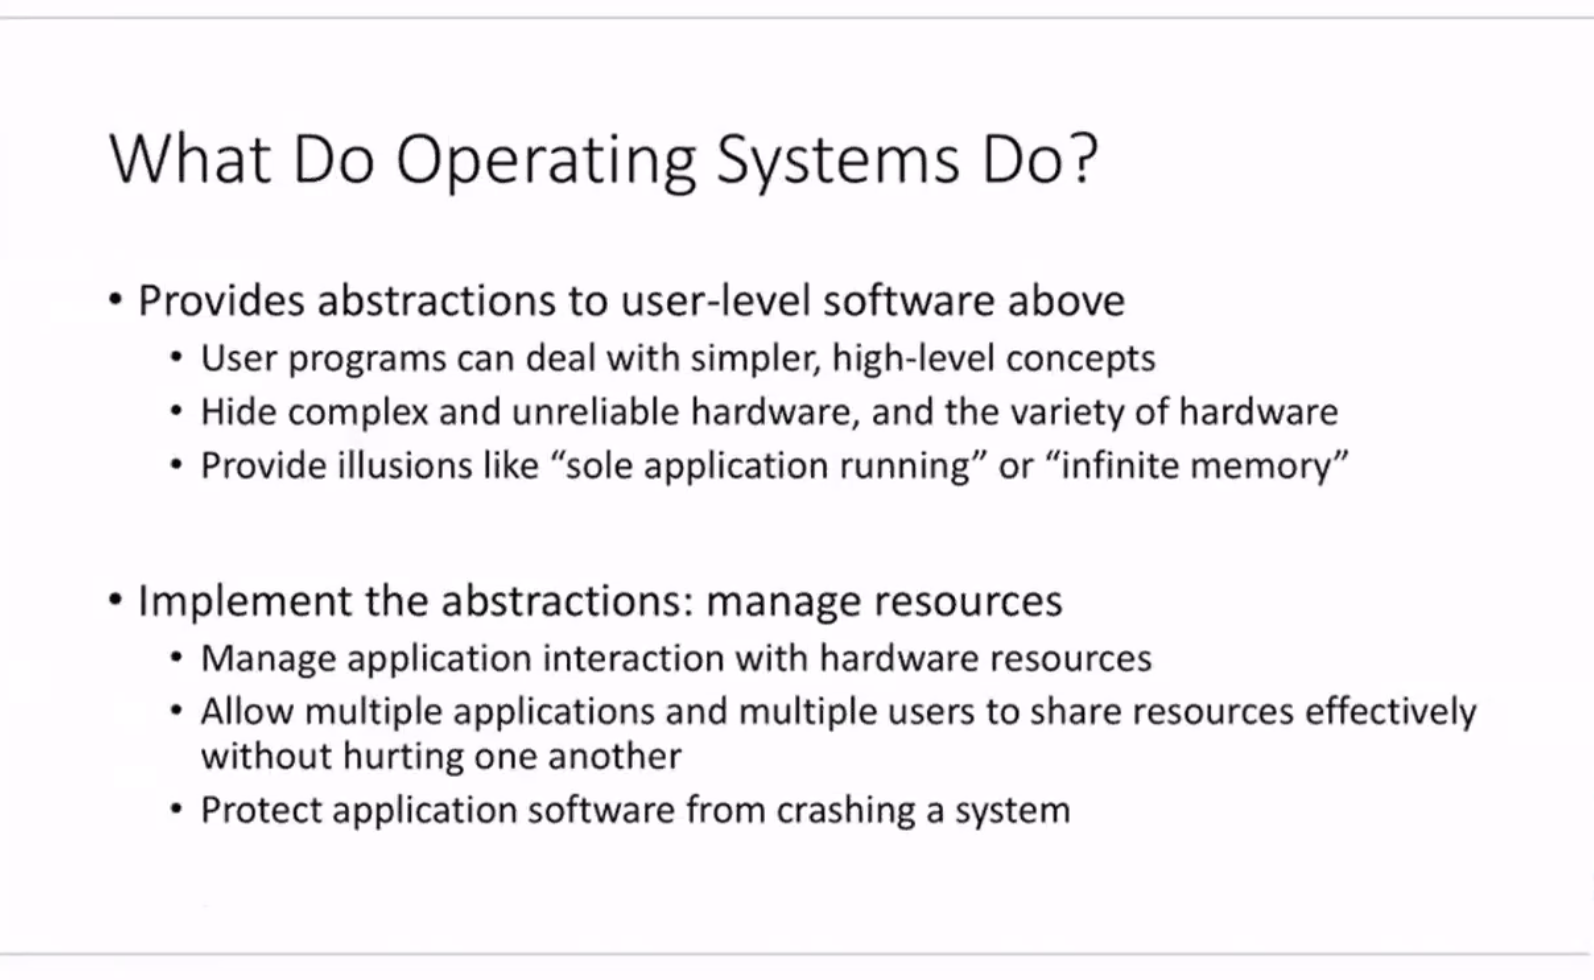 What Do Operating Systems Do?
• Provides abstractions to user-level software above
• User programs can deal with simpler, high-level concepts
• Hide complex and unreliable hardware, and the variety of hardware
• Provide illusions like “sole application running” or “infinite memory”
• Implement the abstractions: manage resources
• Manage application interaction with hardware resources
• Allow multiple applications and multiple users to share resources effectively
without hurting one another
• Protect application software from crashing a system